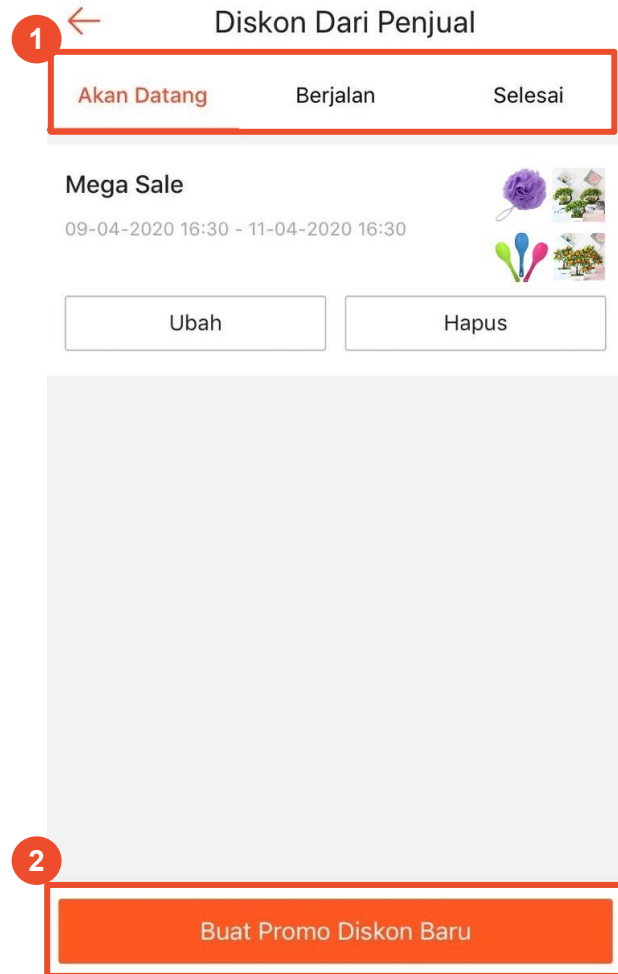 Diskon Dari Penjual
1
Akan Datang Berjalan Selesai
Mega Sale
09-04-2020 16:30 - 11-04-2020 16:30
Ubah Hapus
2
Buat Promo Diskon Baru